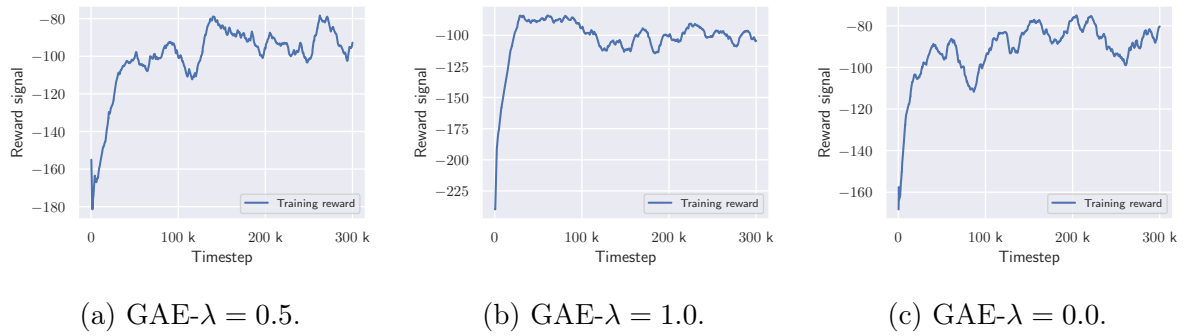 −80
−100
−120
−140
−160
−180
Reward signal
Training reward
0
100 k
200 k
300 k
Timestep
(a) GAE-λ = 0.5.
−100
−125
−150
−175
−200
−225
Reward signal
Training reward
0
100 k
200 k
300 k
Timestep
(b) GAE-λ = 1.0.
−80
−100
−120
−140
−160
Reward signal
Training reward
0
100 k
200 k
300 k
Timestep
(c) GAE-λ = 0.0.